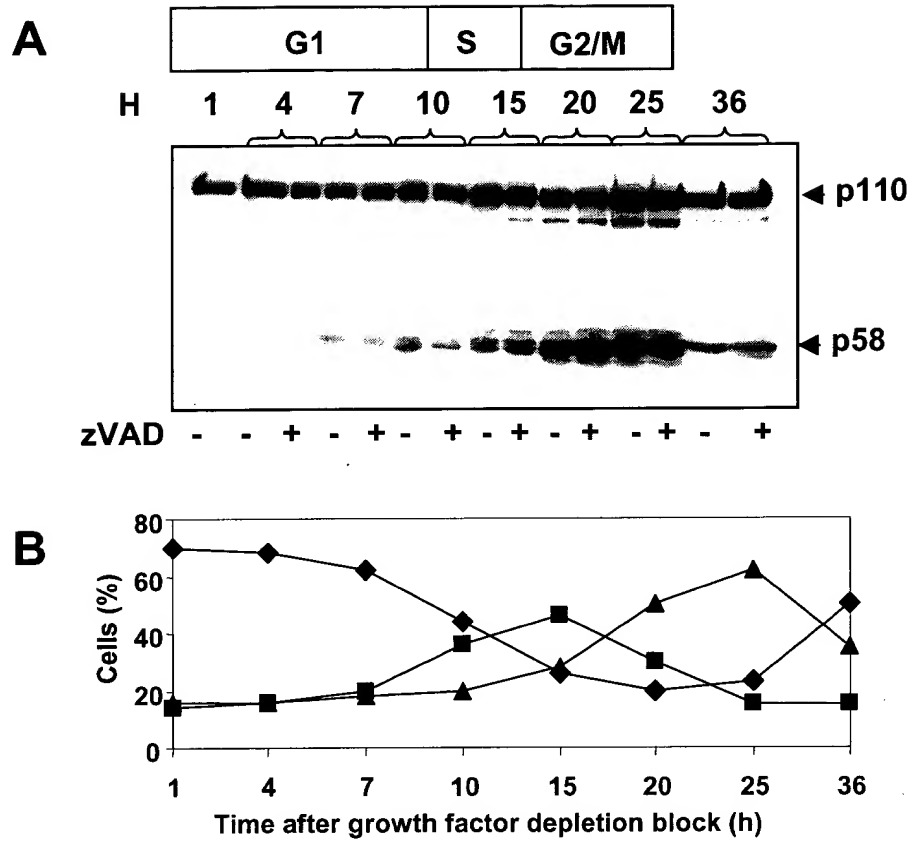 A
G1 S G2/M
H 1 4 7 10 15 20 25 36
p110
p58
zVAD - - + - + - + - + - + - + - +
B
80
60
40
20
0
Cells (%)
1 4 7 10 15 20 25 36
Time after growth factor depletion block (h)